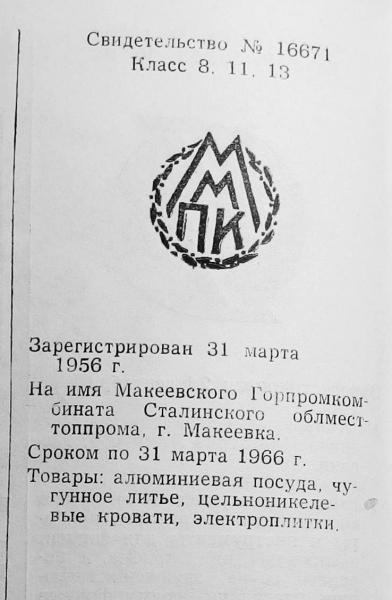 Свидетельство № 16671
Класс 8. 11. 13
М
М
ПК
Зарегистрирован 31 марта
1956 г.
На имя Макеевского Горпромком-
бината Сталинского облмест-
топпрома, г. Макеевка.
Сроком по 31 марта 1966 г.
Товары: алюминиевая посуда, чу-
гунное литье, цельноникеле-
вые кровати, электроплитки.